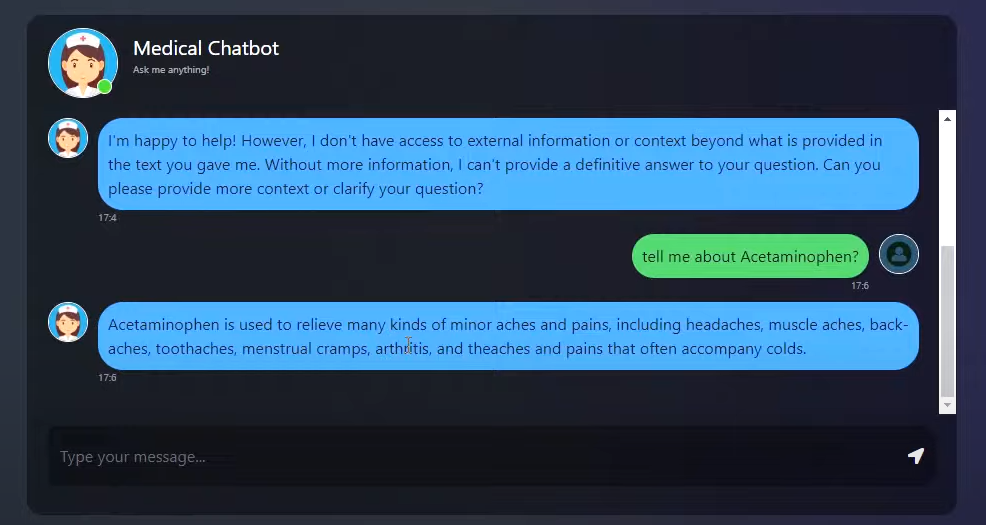 Medical Chatbot
Ask me anything!
I'm happy to help! However, I don't have access to external information or context beyond what is provided in
the text you gave me. Without more information, I can't provide a definitive answer to your question. Can you
please provide more context or clarify your question?
17:4
tell me about Acetaminophen?
17:6
Acetaminophen is used to relieve many kinds of minor aches and pains, including headaches, muscle aches, back-
aches, toothaches, menstrual cramps, arthritis, and theaches and pains that often accompany colds.
17:6
Type your message...